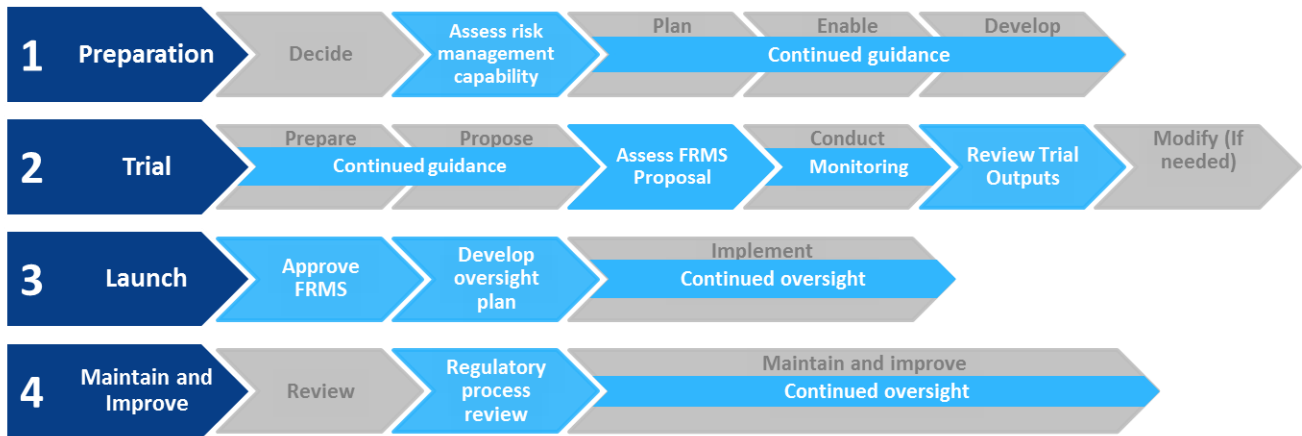 1 Preparation Decide Assess risk management capability Plan Enable Develop
Continued guidance
2 Trial Prepare Propose Assess FRMS Proposal Conduct Review Trial Outputs Modify (If needed)
Continued guidance Monitoring
3 Launch Approve FRMS Develop oversight plan Implement
Continued oversight
4 Maintain and Improve Review Regulatory process review Maintain and improve
Continued oversight